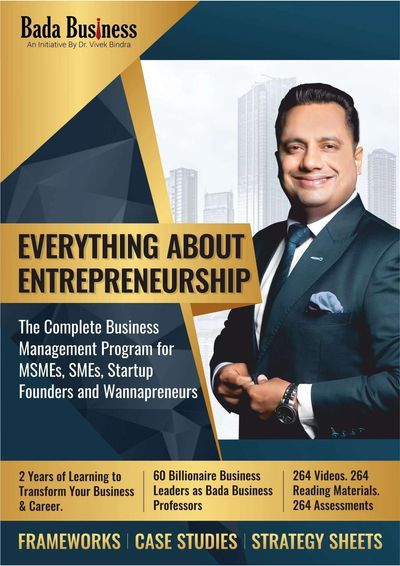 Bada Business
An Initiative By Dr. Vivek Bindra
EVERYTHING ABOUT
ENTREPRENEURSHIP
The Complete Business
Management Program for
MSMEs, SMEs, Startup
Founders and Wannapreneurs
2 Years of Learning to
Transform Your Business
& Career.
60 Billionaire Business
Leaders as Bada Business
Professors
264 Videos. 264
Reading Materials.
264 Assessments
FRAMEWORKS | CASE STUDIES | STRATEGY SHEETS